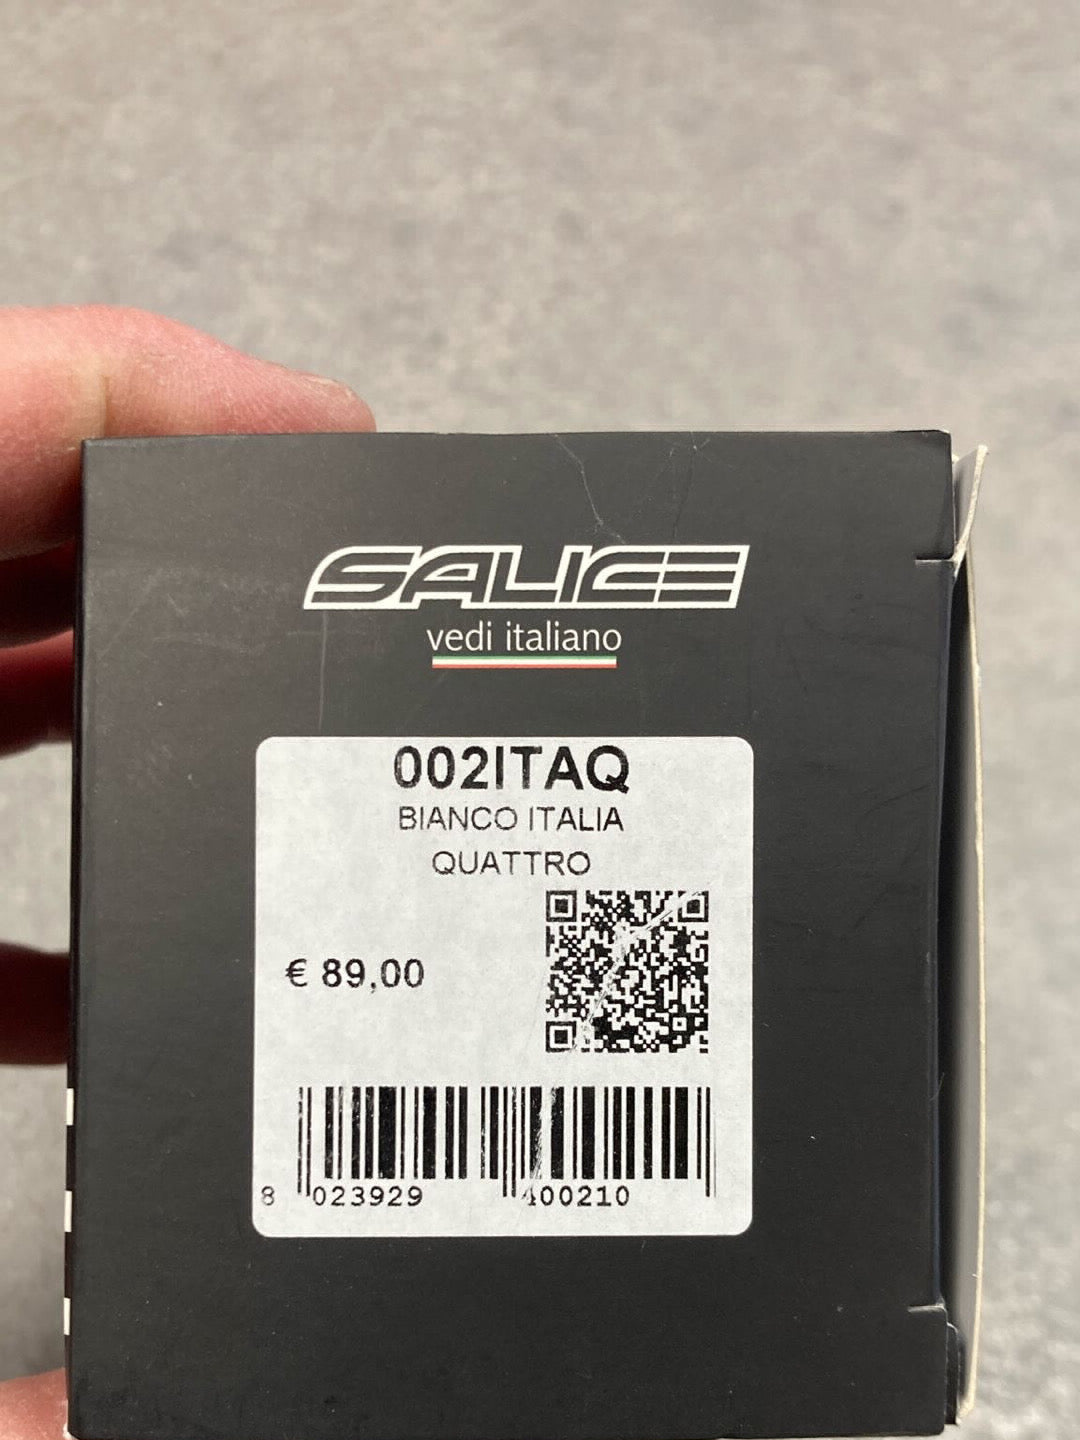 SALICE
vedi italiano
002ITAQ
BIANCO ITALIA
QUATTRO
€ 89,00
8 023929 400210